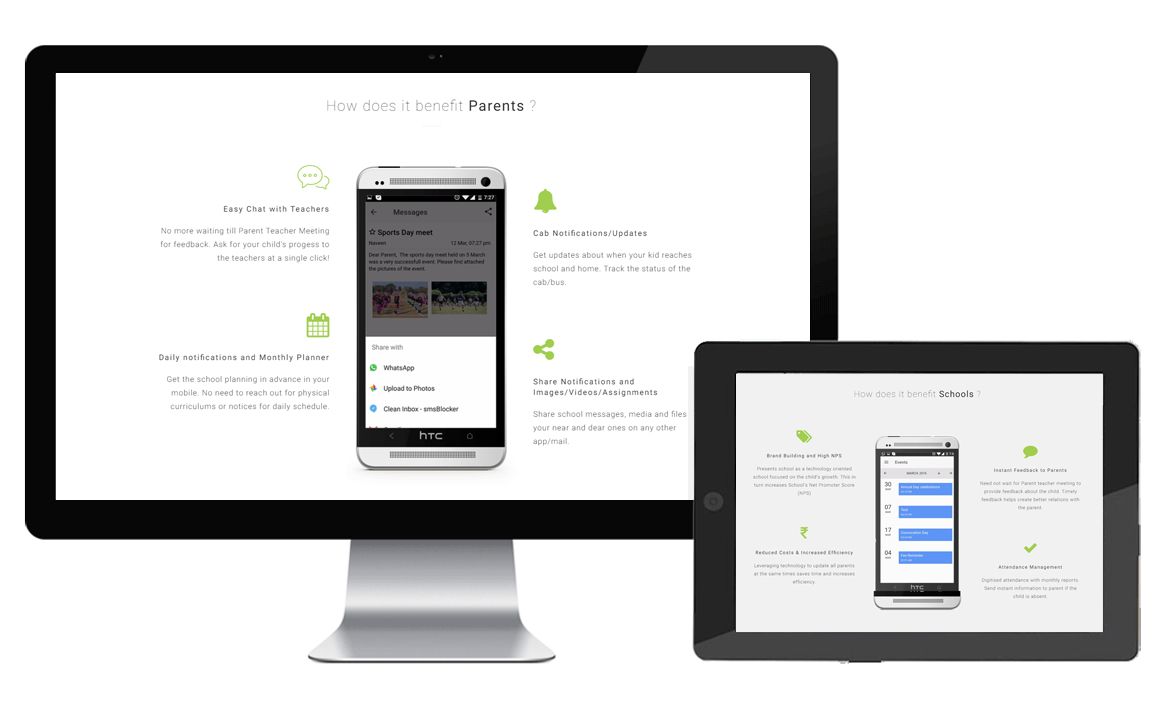 How does it benefit Parents ?
Easy Chat with Teachers
No more waiting till Parent Teacher Meeting
for feedback. Ask for your child's progess to
the teachers at a single click!
Daily notifications and Monthly Planner
Get the school planning in advance in your
mobile. No need to reach out for physical
curriculums or notices for daily schedule.
7:27
Messages
Sports Day meet
Naveen
12 Mar, 07:27 pm
Dear Parent, The sports day meet held on 5 March
was a very successfull event. Please find attached
the pictures of the event.
Share with
WhatsApp
Upload to Photos
Clean Inbox - smsBlocker
hTC
Cab Notifications/Updates
Get updates about when your kid reaches
school and home. Track the status of the
cab/bus.
Share Notifications and
Images/Videos/Assignments
Share school messages, media and files
your near and dear ones on any other
app/mail.
How does it benefit Schools ?
Brand Building and High NPS
Presents school as a technology oriented
school focused on the child's growth. This in
turn increases School's Net Promoter Score
(NPS)
Reduced Costs & Increased Efficiency
Leveraging technology to update all parents
at the same times saves time and increases
efficiency.
Events
MARCH 2016
30
Annual Day celebrations
07
Test
17
04
Fee Reminder
hTC
Instant Feedback to Parents
Need not wait for Parent teacher meeting to
provide feedback about the child. Timely
feedback helps create better relations with
the parent.
Attendance Management
Digitised attendance with monthly reports.
Send instant information to parent if the
child is absent.